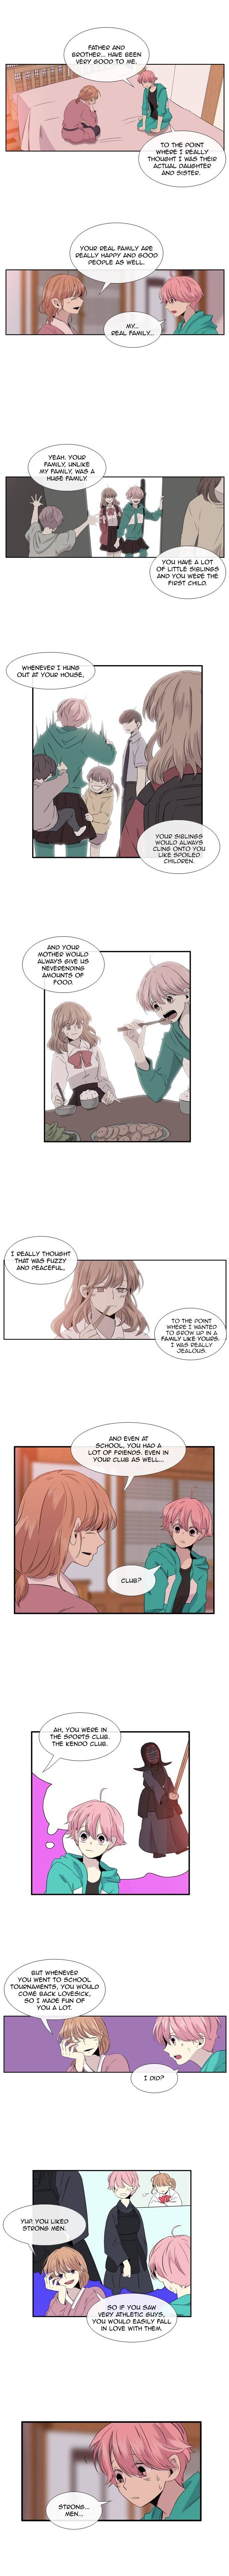 FATHER AND
BROTHER... HAVE BEEN
VERY GOOD TO ME.
TO THE POINT
WHERE I REALLY
THOUGHT I WAS THEIR
ACTUAL DAUGHTER
AND SISTER.
YOUR REAL FAMILY ARE
REALLY HAPPY AND GOOD
PEOPLE AS WELL.
MY...
REAL FAMILY...
YEAH. YOUR
FAMILY, UNLIKE
MY FAMILY, WAS A
HUGE FAMILY.
YOU HAVE A LOT
OF LITTLE SIBLINGS
AND YOU WERE THE
FIRST CHILD.
WHENEVER I HUNG
OUT AT YOUR HOUSE,
YOUR SIBLINGS
WOULD ALWAYS
CLING ONTO YOU
LIKE SPOILED
CHILDREN.
AND YOUR
MOTHER WOULD
ALWAYS GIVE US
NEVERENDING
AMOUNTS OF
FOOD.
I REALLY THOUGHT
THAT WAS FUZZY
AND PEACEFUL,
TO THE POINT
WHERE I WANTED
TO GROW UP IN A
FAMILY LIKE YOURS.
I WAS REALLY
JEALOUS.
AND EVEN AT
SCHOOL, YOU HAD A
LOT OF FRIENDS. EVEN IN
YOUR CLUB AS WELL...
CLUB?
AH, YOU WERE IN
THE SPORTS CLUB.
THE KENDO CLUB.
BUT WHENEVER
YOU WENT TO SCHOOL
TOURNAMENTS, YOU WOULD
COME BACK LOVESICK,
SO I MADE FUN OF
YOU A LOT.
I DID?
YUP. YOU LIKED
STRONG MEN.
SO IF YOU SAW
VERY ATHLETIC GUYS,
YOU WOULD EASILY FALL
IN LOVE WITH THEM.
STRONG...
MEN...